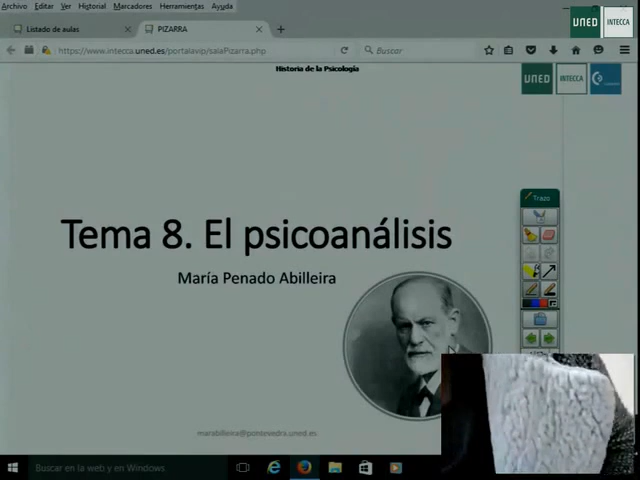 Archivo Editar Ver Historial Marcadores Herramientas Ayuda
Listado de aulas
PIZARRA
https://www.intecca.uned.es/portalavip/salaPizarra.php
Buscar
UNED INTECCA
Historia de la Psicología
UNED INTECCA
Tema 8. El psicoanálisis
María Penado Abilleira
Trazo
marabilleira@pontevedra.uned.es
Buscar en la web y en Windows